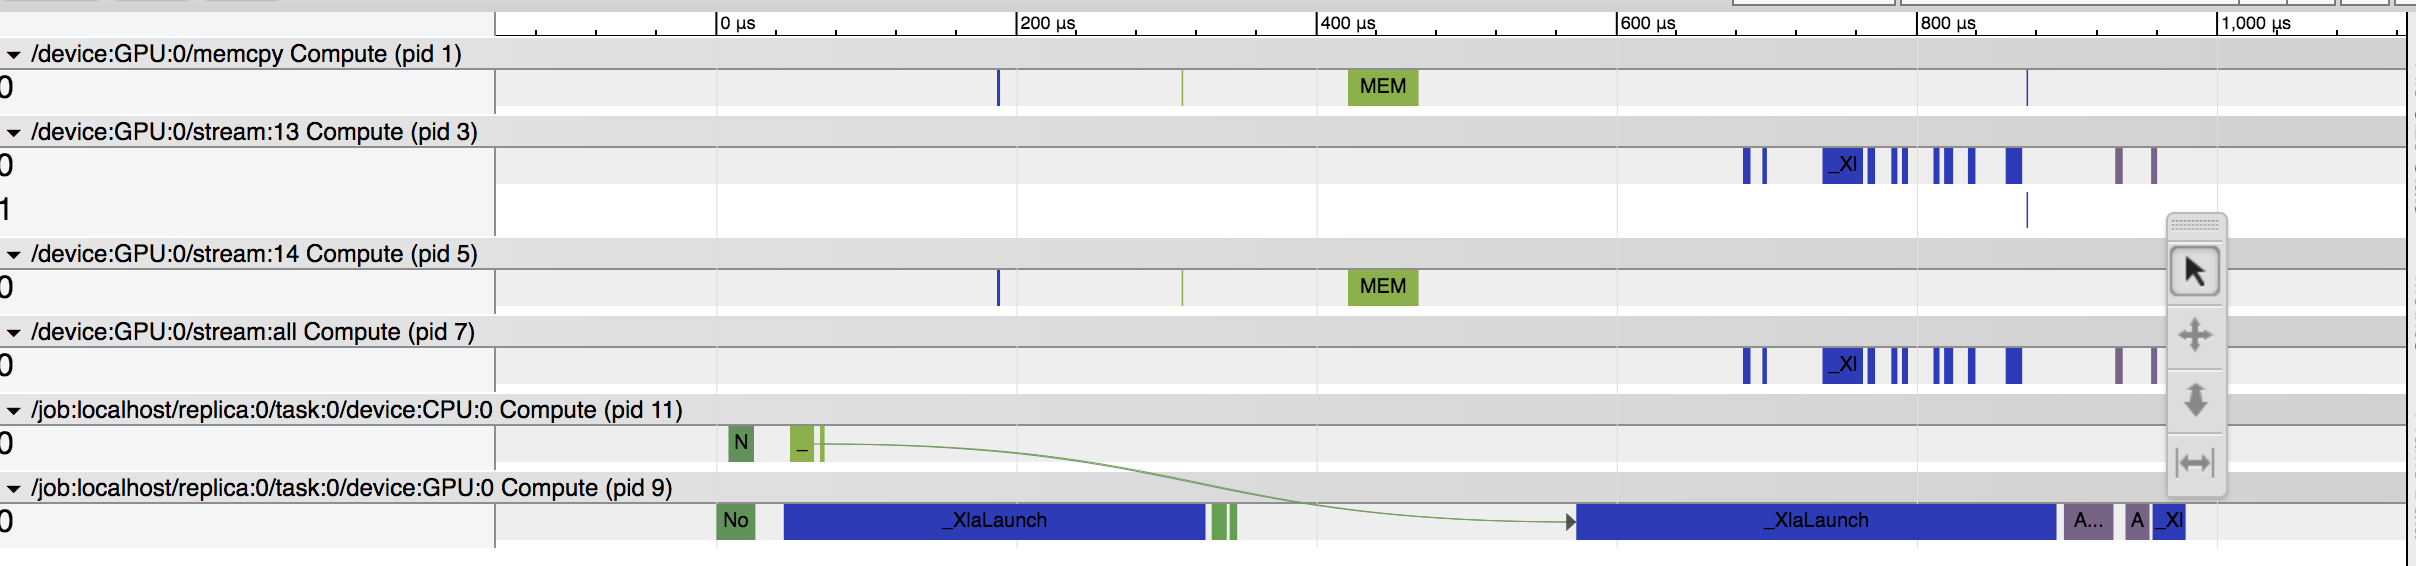 0 µs 200 µs 400 µs 600 µs 800 µs 1,000 µs
/device:GPU:0/memcpy Compute (pid 1)
0 MEM
/device:GPU:0/stream:13 Compute (pid 3)
0 _XI
1
/device:GPU:0/stream:14 Compute (pid 5)
0 MEM
/device:GPU:0/stream:all Compute (pid 7)
0 _XI
/job:localhost/replica:0/task:0/device:CPU:0 Compute (pid 11)
0 N _
/job:localhost/replica:0/task:0/device:GPU:0 Compute (pid 9)
0 No _XlaLaunch _XlaLaunch A... A _XI